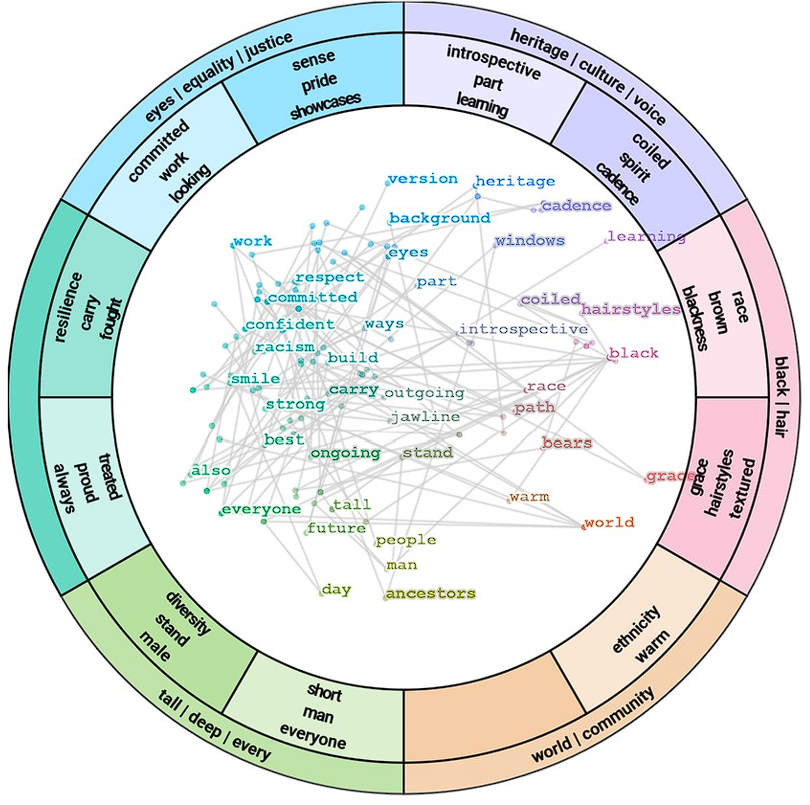 eyes | equality | justice
heritage | culture | voice
sense
pride
showcases
introspective
part
learning
committed
work
looking
coiled
spirit
cadence
resilience
carry
fought
race
brown
blackness
black | hair
treated
proud
always
grace
hairstyles
textured
diversity
stand
male
short
man
everyone
ethnicity
warm
tall | deep | every
world | community
version
heritage
cadence
background
work
eyes
windows
learning
respect
part
committed
coiled
hairstyles
confident
ways
introspective
racism
build
black
smile
carry
outgoing
race
strong
jawline
path
best
ongoing
stand
bears
also
grace
everyone
tall
warm
future
world
people
man
day
ancestors